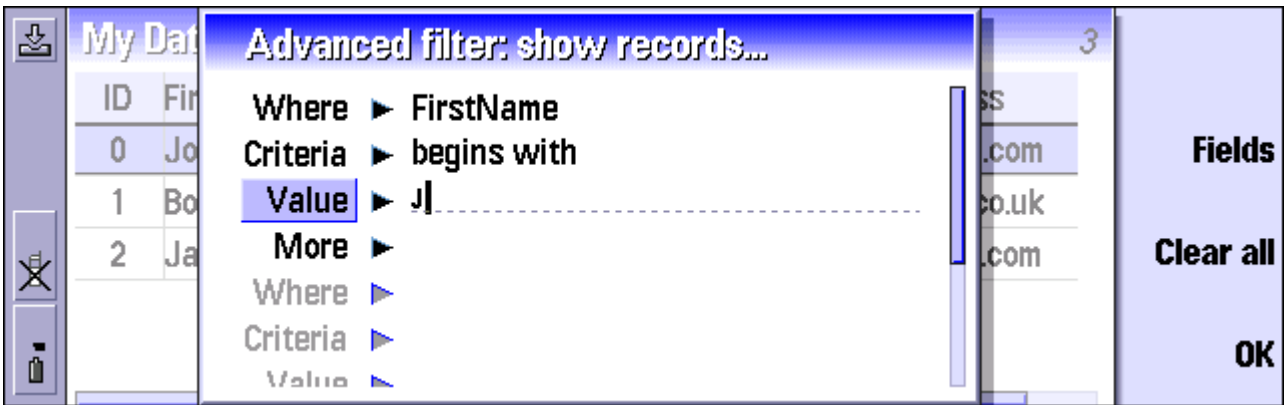 My Dat
3
Advanced filter: show records...
ID Fir ss
0 Jo .com
1 Bo co.uk
2 Ja .com
Where FirstName
Criteria begins with
Value J
More
Where
Criteria
Value
Fields
Clear all
OK